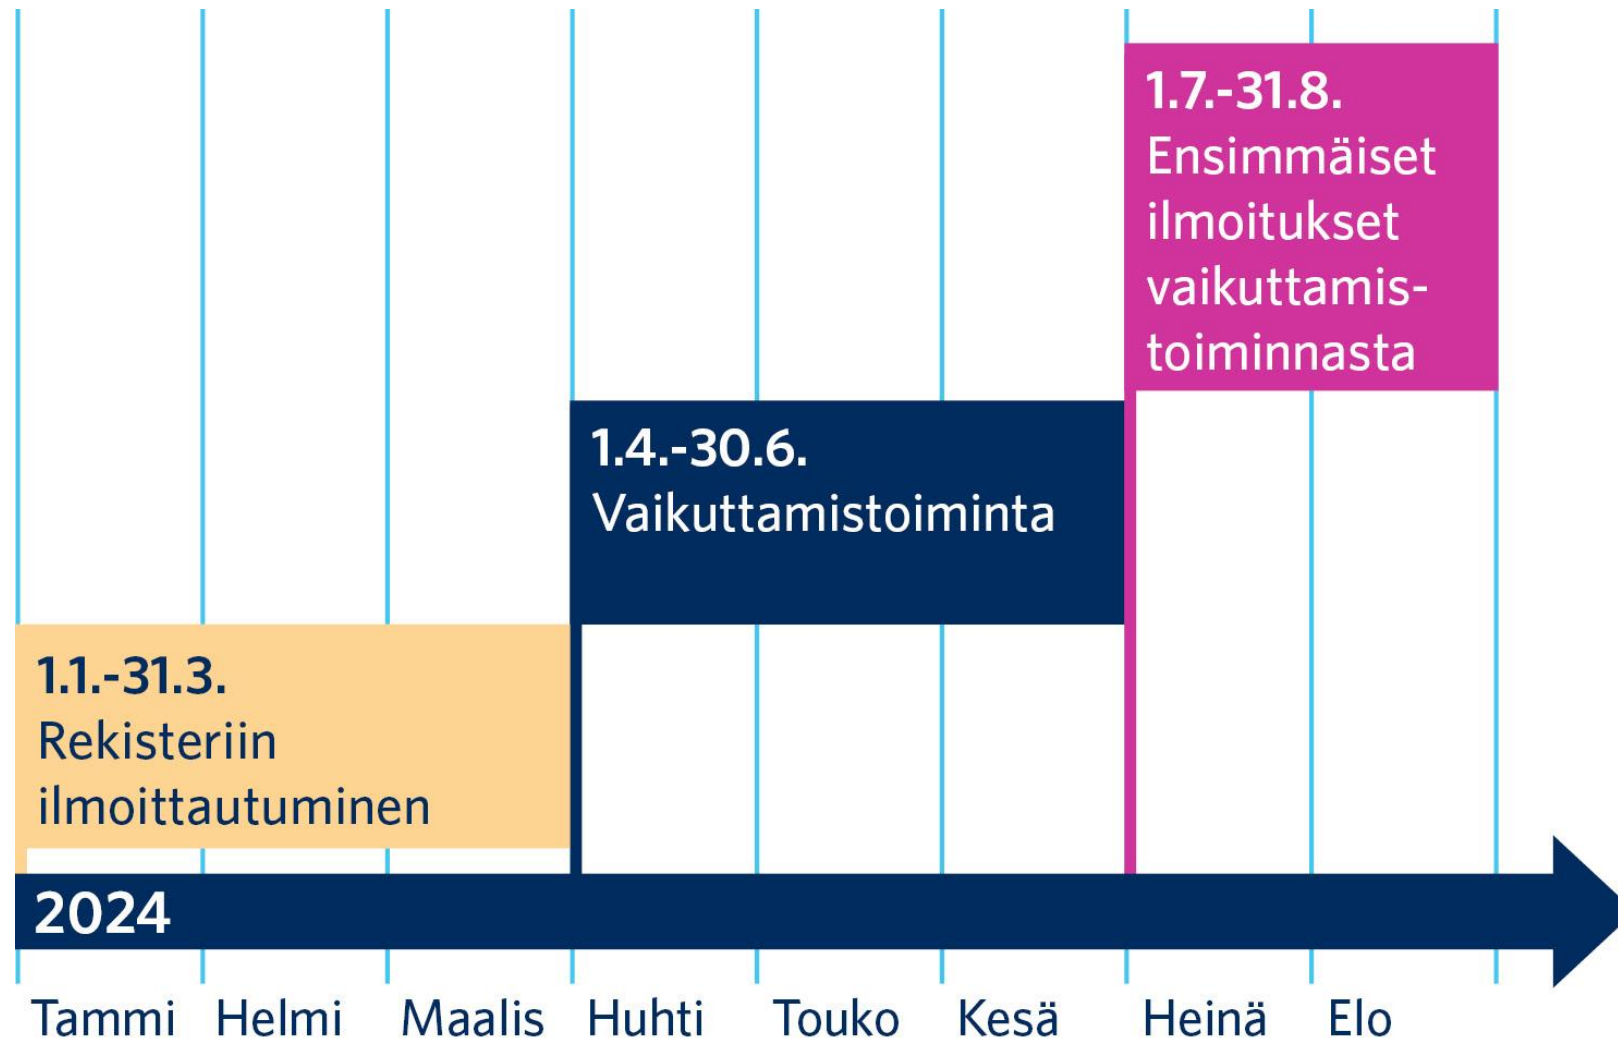 1.7.-31.8.
Ensimmäiset
ilmoitukset
vaikuttamis-
toiminnasta
1.4.-30.6.
Vaikuttamistoiminta
1.1.-31.3.
Rekisteriin
ilmoittautuminen
2024
Tammi Helmi Maalis Huhti Touko Kesä Heinä Elo